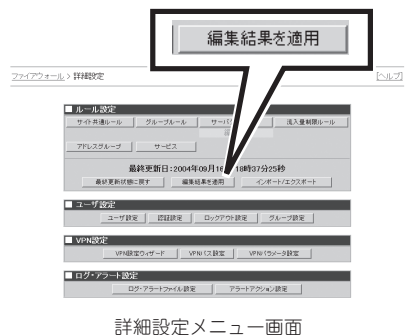 編集結果を適用
ファイアウォール > 詳細設定
[ヘルプ]
■ ルール設定
サイト共通ルール グループルール サーバ 流入量制限ルール
アドレスグループ サービス
最終更新日:2004年09月16 18時37分25秒
最終更新状態に戻す 編集結果を適用 インポート/エクスポート
■ ユーザ設定
ユーザ設定 認証設定 ロックアウト設定 グループ設定
■ VPN設定
VPN設定ウィザード VPNパス設定 VPNパラメータ設定
■ ログ・アラート設定
ログ・アラートファイル設定 アラートアクション設定
詳細設定メニュー画面